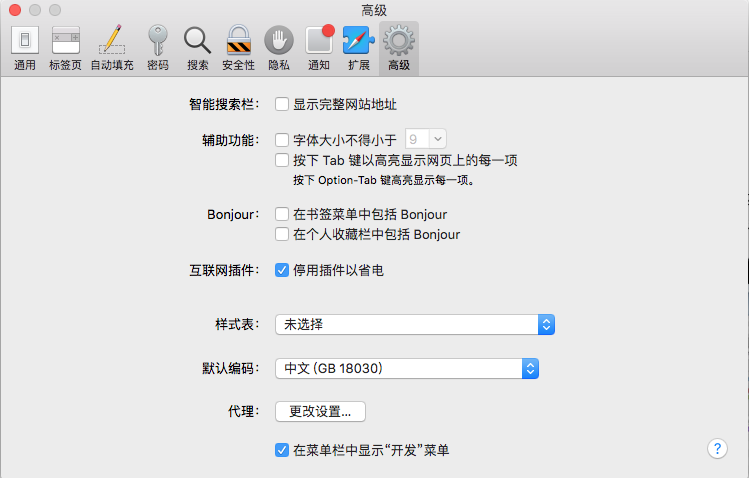 高级
通用 标签页 自动填充 密码 搜索 安全性 隐私 通知 扩展 高级
智能搜索栏： 显示完整网站地址
辅助功能： 字体大小不得小于 9
按下 Tab 键以高亮显示网页上的每一项
按下 Option-Tab 键高亮显示每一项。
Bonjour： 在书签菜单中包括 Bonjour
在个人收藏栏中包括 Bonjour
互联网插件： 停用插件以省电
样式表： 未选择
默认编码： 中文 (GB 18030)
代理： 更改设置...
在菜单栏中显示“开发”菜单
?